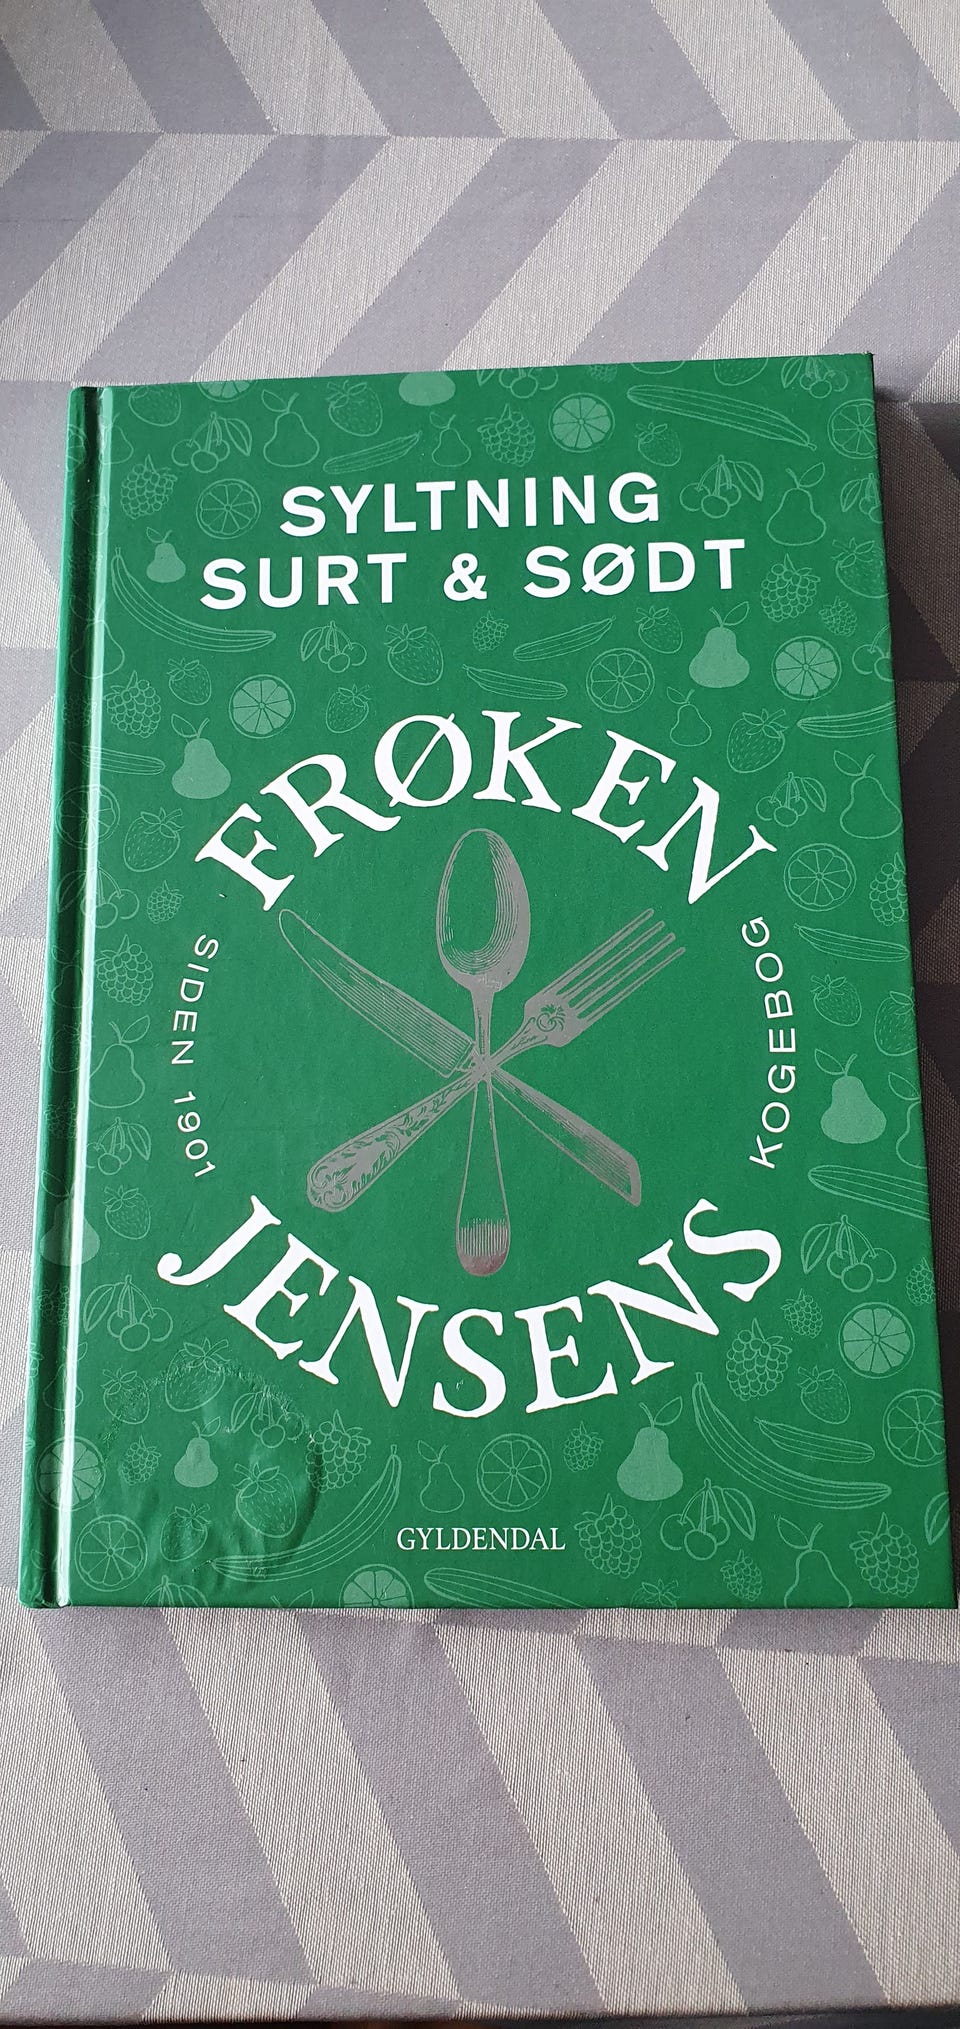 SYLTNING
SURT & SØDT
FRØKEN
SIDEN 1901
KOGEBOG
JENSENS
GYLDENDAL